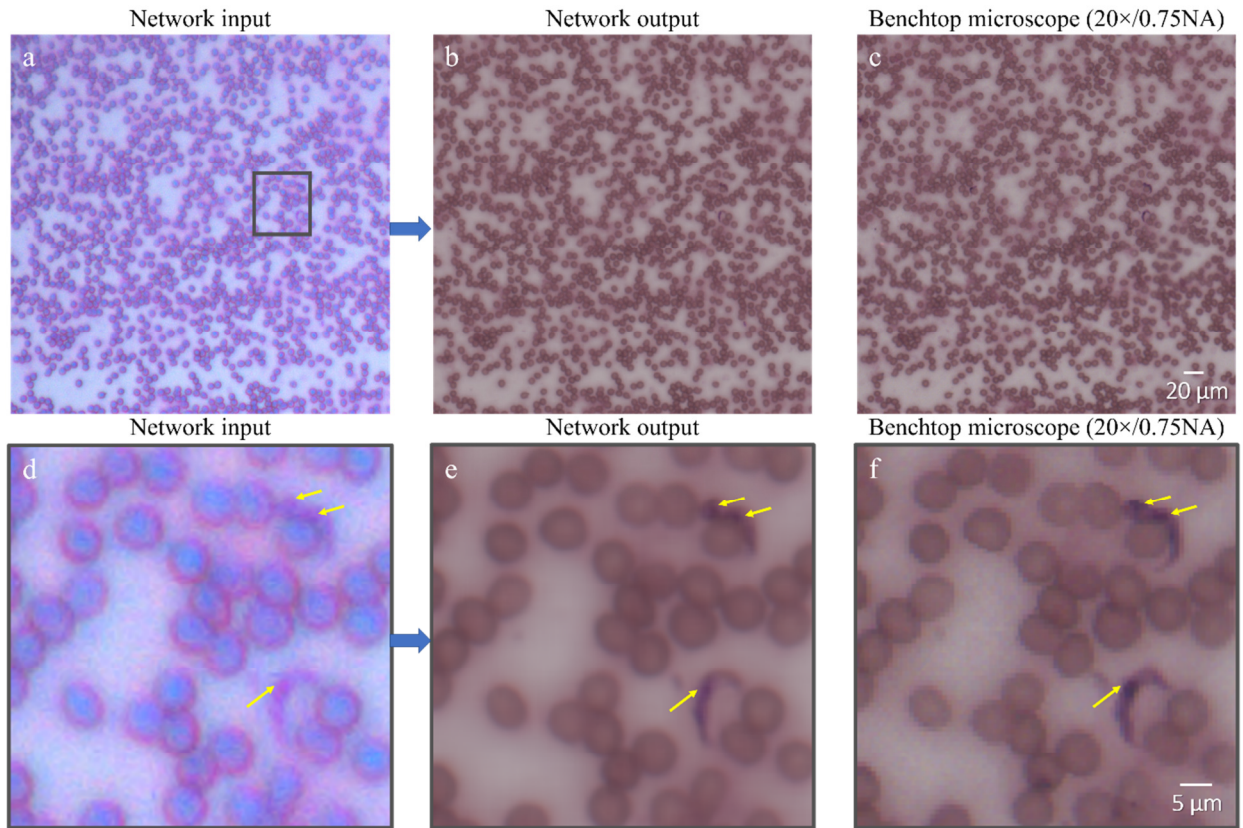 Network input
Network output
Benchtop microscope (20×/0.75NA)
a
b
c
20 µm
Network input
Network output
Benchtop microscope (20×/0.75NA)
d
e
f
5 µm